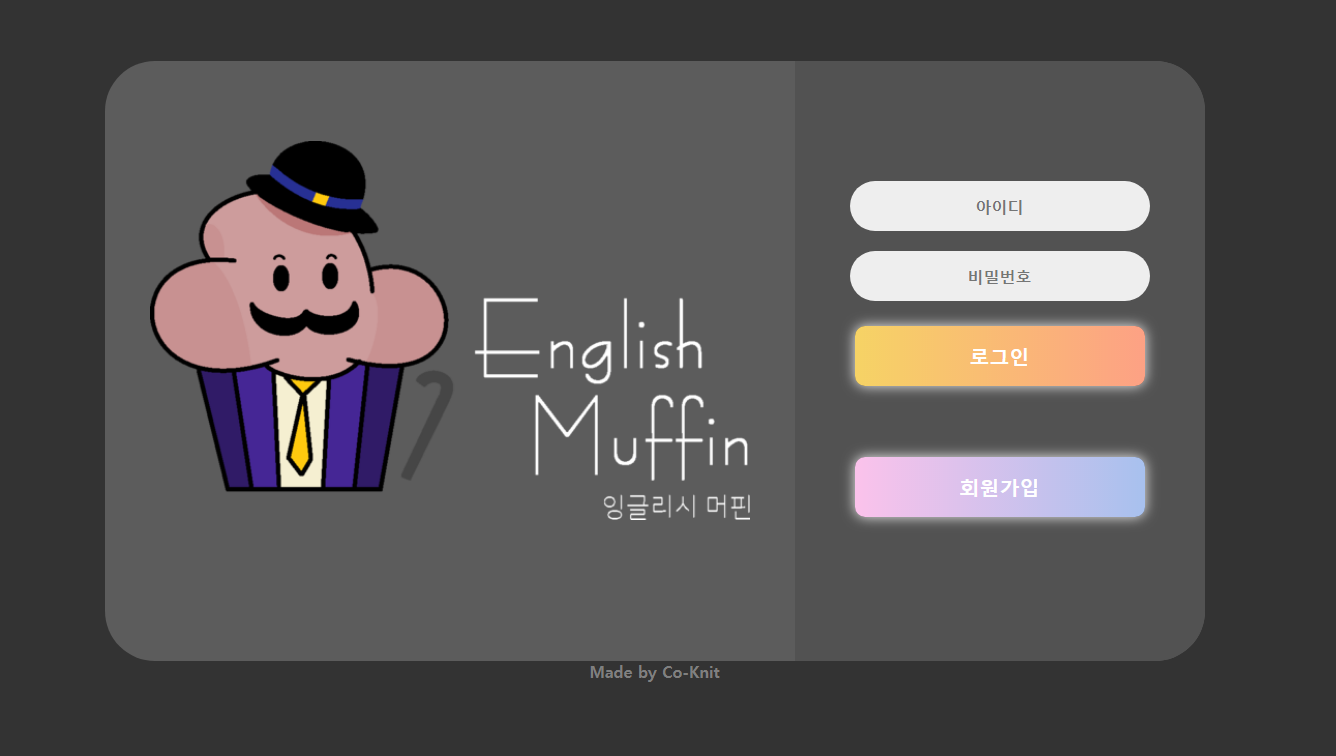 English
Muffin
잉글리시 머핀
아이디
비밀번호
로그인
회원가입
Made by Co-Knit